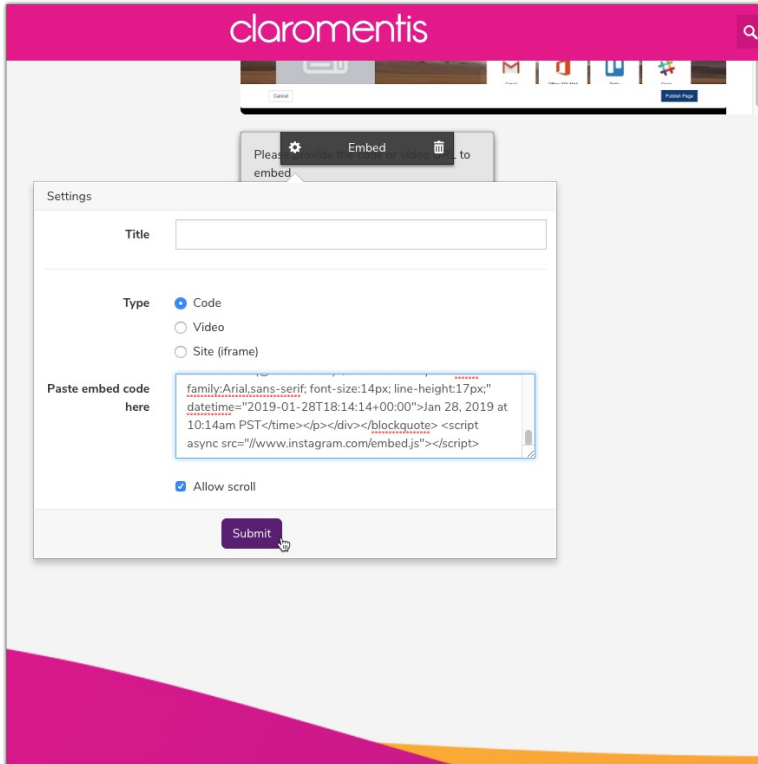 claromentis
Cancel
Publish Page
Embed
Please provide the code or video URL to
embed
Settings
Title
Type
Code
Video
Site (iframe)
Paste embed code
here
family:Arial,sans-serif; font-size:14px; line-height:17px;"
datetime="2019-01-28T18:14:14+00:00">Jan 28, 2019 at
10:14am PST</time></p></div></blockquote> <script
async src="//www.instagram.com/embed.js"></script>
Allow scroll
Submit